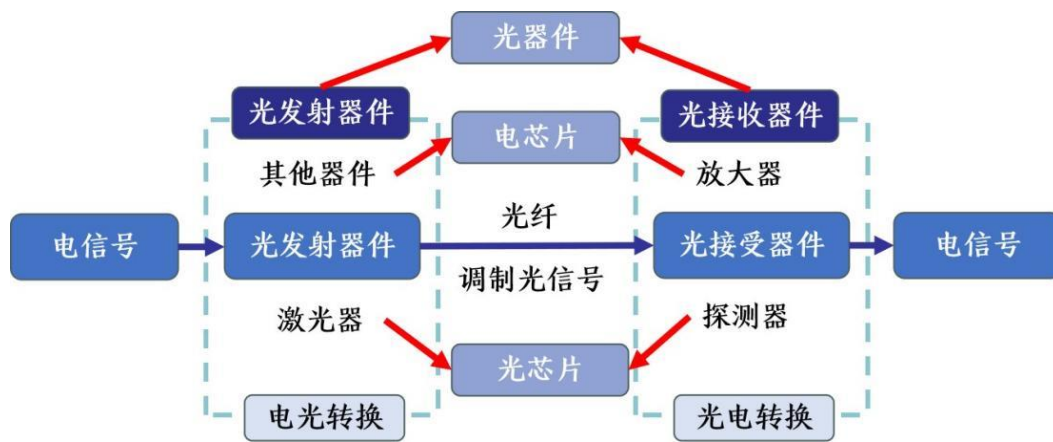 光器件
光发射器件
光接收器件
电芯片
其他器件
放大器
光纤
电信号
光发射器件
光接受器件
电信号
调制光信号
激光器
探测器
光芯片
电光转换
光电转换